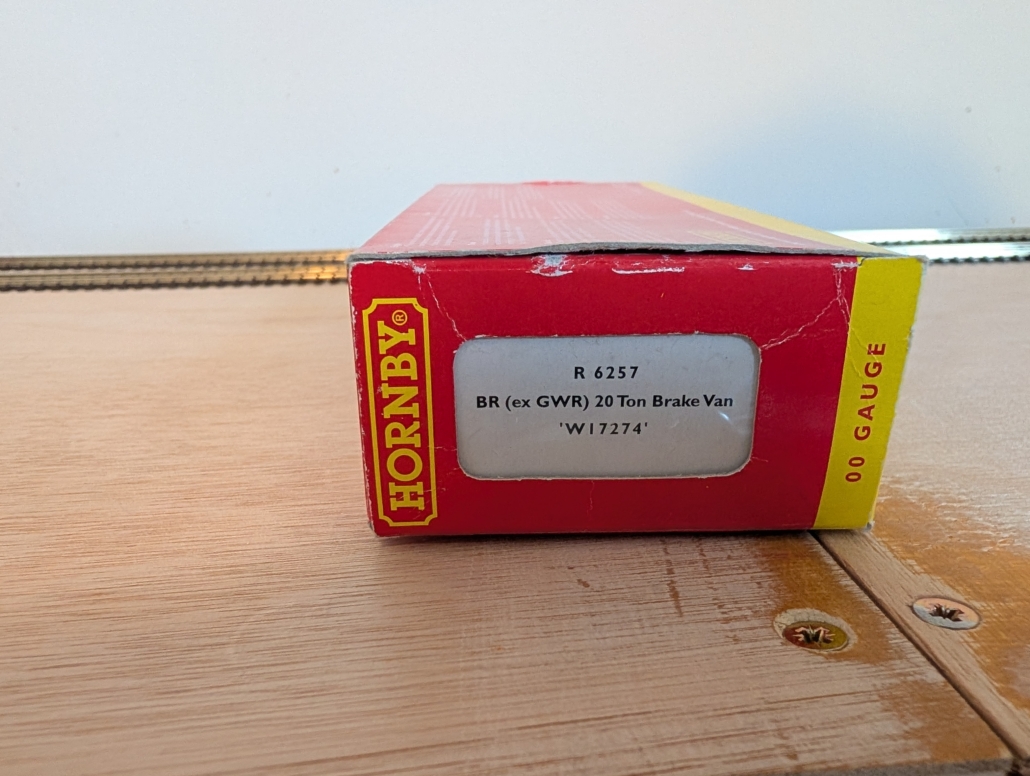 HORNBY®
R 6257
BR (ex GWR) 20 Ton Brake Van
'W17274'
00 GAUGE